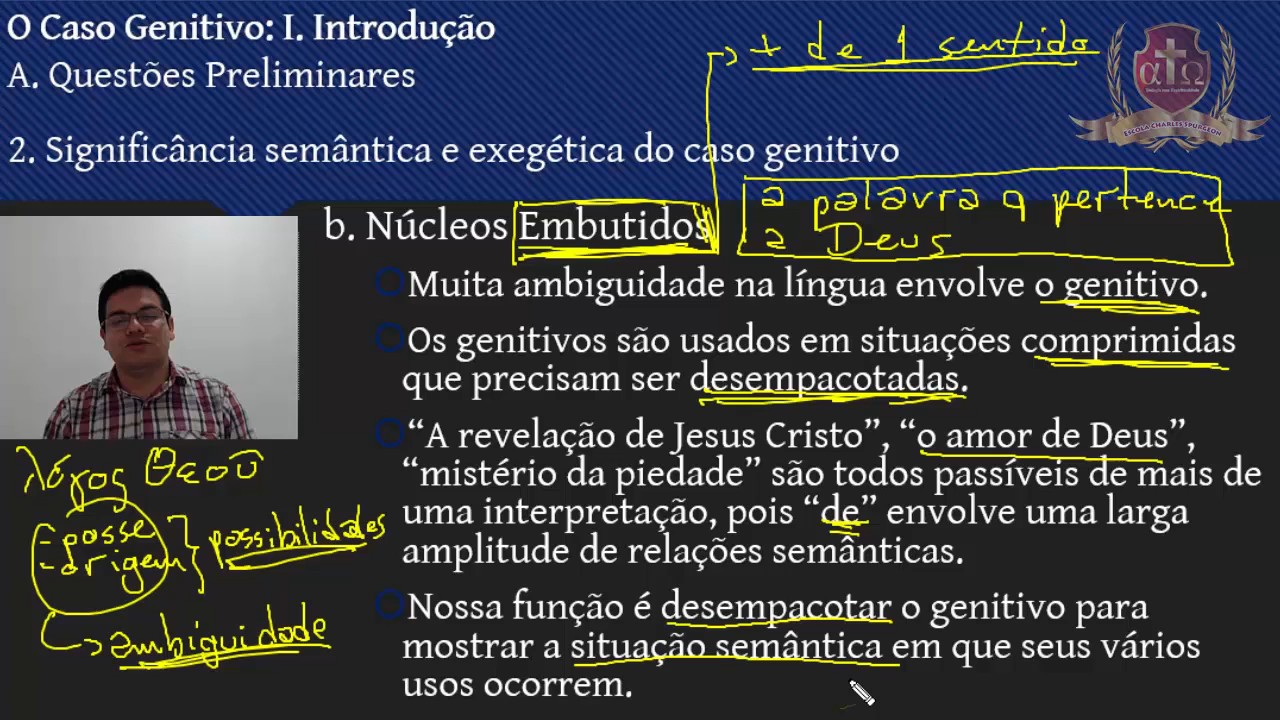 O Caso Genitivo: I. Introdução
A. Questões Preliminares
+ de 1 sentido
α Ω
ESCOLA CHARLES SPURGEON
2. Significância semântica e exegética do caso genitivo
a palavra q pertence
a Deus
b. Núcleos Embutidos
Muita ambiguidade na língua envolve o genitivo.
Os genitivos são usados em situações comprimidas
que precisam ser desempacotadas.
“A revelação de Jesus Cristo”, “o amor de Deus”,
“mistério da piedade” são todos passíveis de mais de
uma interpretação, pois “de” envolve uma larga
amplitude de relações semânticas.
Nossa função é desempacotar o genitivo para
mostrar a situação semântica em que seus vários
usos ocorrem.
λόγος θεοῦ
- posse
- origem
possibilidades
ambiguidade